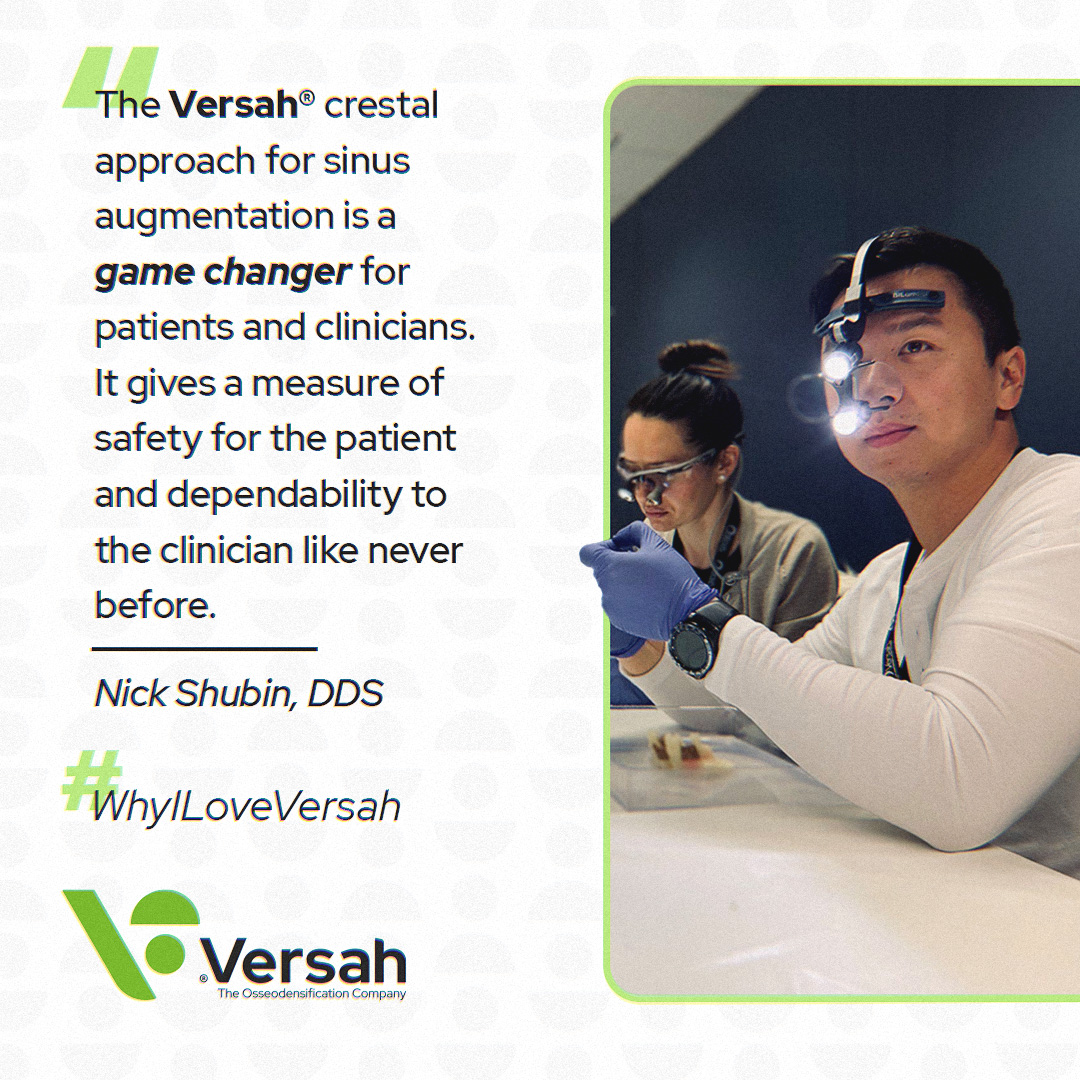 “The Versah® crestal
approach for sinus
augmentation is a
game changer for
patients and clinicians.
It gives a measure of
safety for the patient
and dependability to
the clinician like never
before.
Nick Shubin, DDS
#WhyILoveVersah
®Versah
The Osseodensification Company